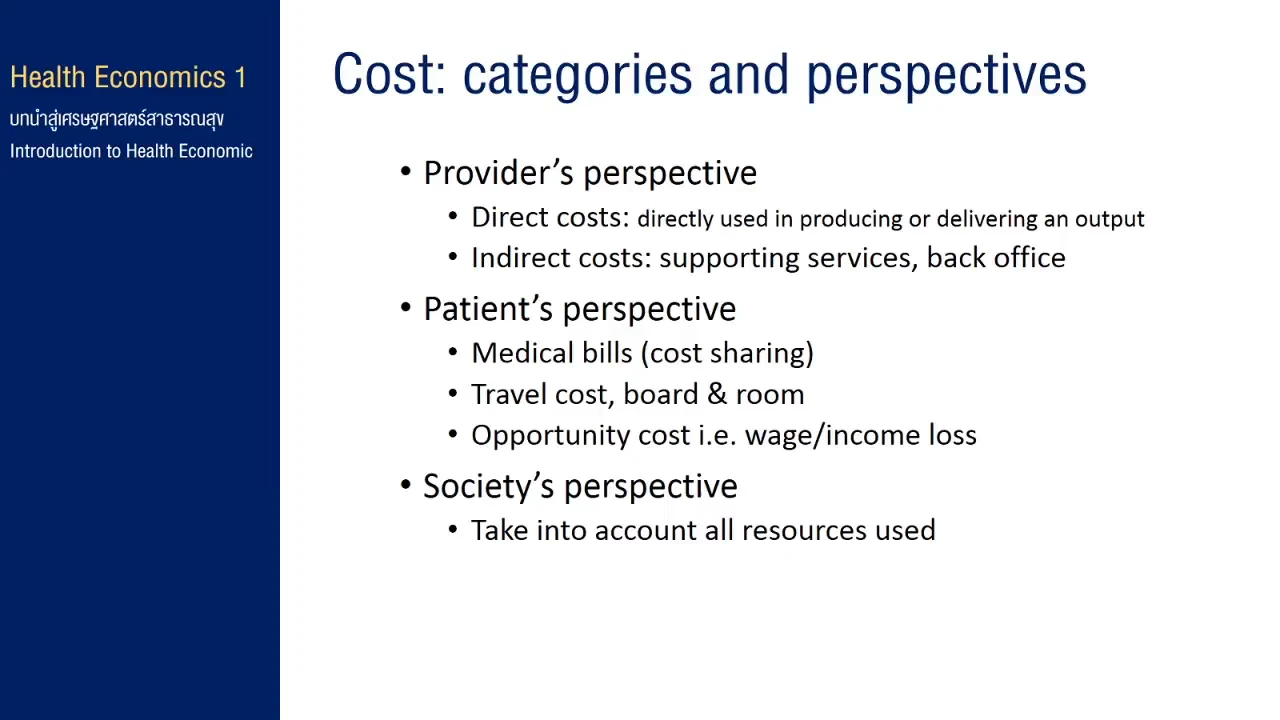 Health Economics 1
บทนำสู่เศรษฐศาสตร์สาธารณสุข
Introduction to Health Economic
Cost: categories and perspectives
• Provider’s perspective
• Direct costs: directly used in producing or delivering an output
• Indirect costs: supporting services, back office
• Patient’s perspective
• Medical bills (cost sharing)
• Travel cost, board & room
• Opportunity cost i.e. wage/income loss
• Society’s perspective
• Take into account all resources used